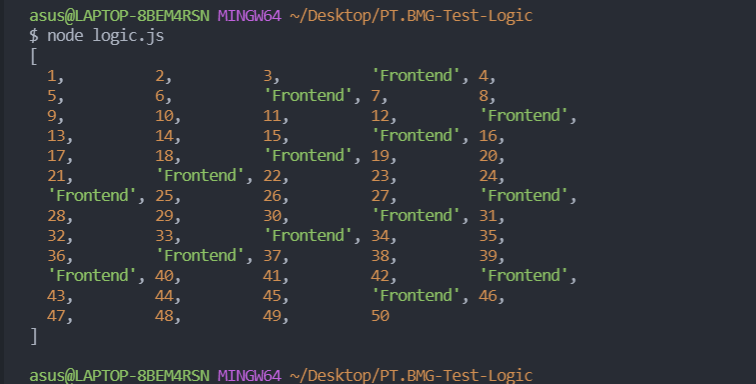 asus@LAPTOP-8BEM4RSN MINGW64 ~/Desktop/PT.BMG-Test-Logic
$ node logic.js
[
  1,          2,          3,          'Frontend', 4,
  5,          6,          'Frontend', 7,          8,
  9,          10,         11,         12,         'Frontend',
  13,         14,         15,         'Frontend', 16,
  17,         18,         'Frontend', 19,         20,
  21,         'Frontend', 22,         23,         24,
  'Frontend', 25,         26,         27,         'Frontend',
  28,         29,         30,         'Frontend', 31,
  32,         33,         'Frontend', 34,         35,
  36,         'Frontend', 37,         38,         39,
  'Frontend', 40,         41,         42,         'Frontend',
  43,         44,         45,         'Frontend', 46,
  47,         48,         49,         50
]
asus@LAPTOP-8BEM4RSN MINGW64 ~/Desktop/PT.BMG-Test-Logic